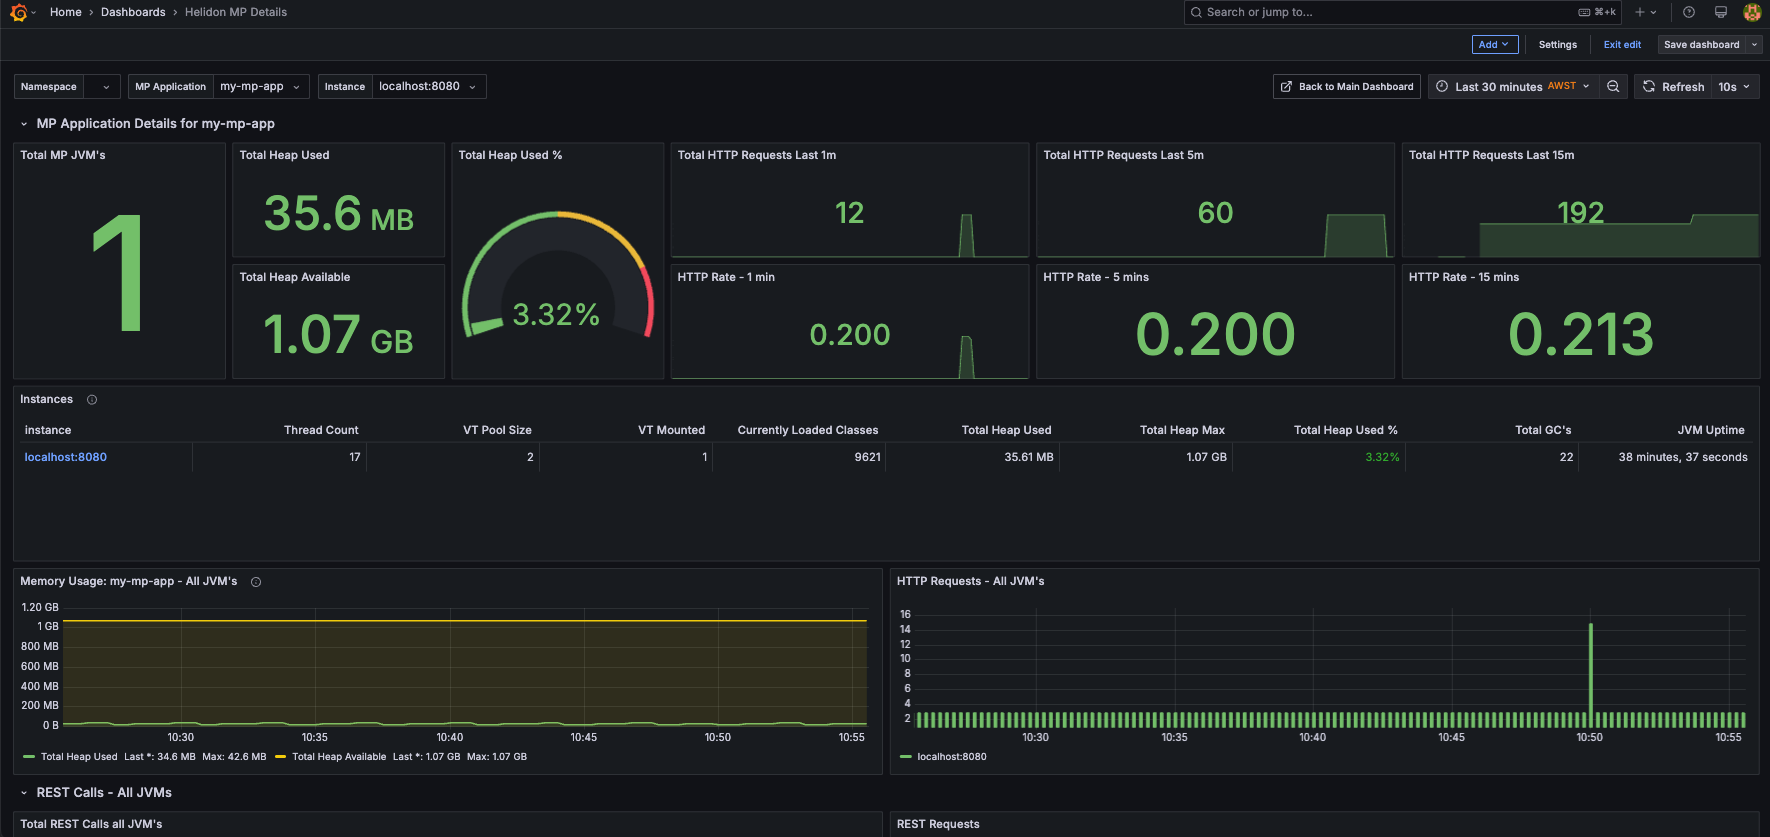 Home › Dashboards › Helidon MP Details
Search or jump to... ⌘+k
Add Settings Exit edit Save dashboard
Namespace MP Application my-mp-app Instance localhost:8080 Back to Main Dashboard Last 30 minutes AWST Refresh 10s
MP Application Details for my-mp-app
Total MP JVM's
1
Total Heap Used
35.6 MB
Total Heap Available
1.07 GB
Total Heap Used %
3.32%
Total HTTP Requests Last 1m
12
Total HTTP Requests Last 5m
60
Total HTTP Requests Last 15m
192
HTTP Rate - 1 min
0.200
HTTP Rate - 5 mins
0.200
HTTP Rate - 15 mins
0.213
Instances
instance Thread Count VT Pool Size VT Mounted Currently Loaded Classes Total Heap Used Total Heap Max Total Heap Used % Total GC's JVM Uptime
localhost:8080 17 2 1 9621 35.61 MB 1.07 GB 3.32% 22 38 minutes, 37 seconds
Memory Usage: my-mp-app - All JVM's
1.20 GB
1 GB
800 MB
600 MB
400 MB
200 MB
0 B
10:30 10:35 10:40 10:45 10:50 10:55
Total Heap Used Last *: 34.6 MB Max: 42.6 MB Total Heap Available Last *: 1.07 GB Max: 1.07 GB
HTTP Requests - All JVM's
16
14
12
10
8
6
4
2
10:30 10:35 10:40 10:45 10:50 10:55
localhost:8080
REST Calls - All JVMs
Total REST Calls all JVM's
REST Requests